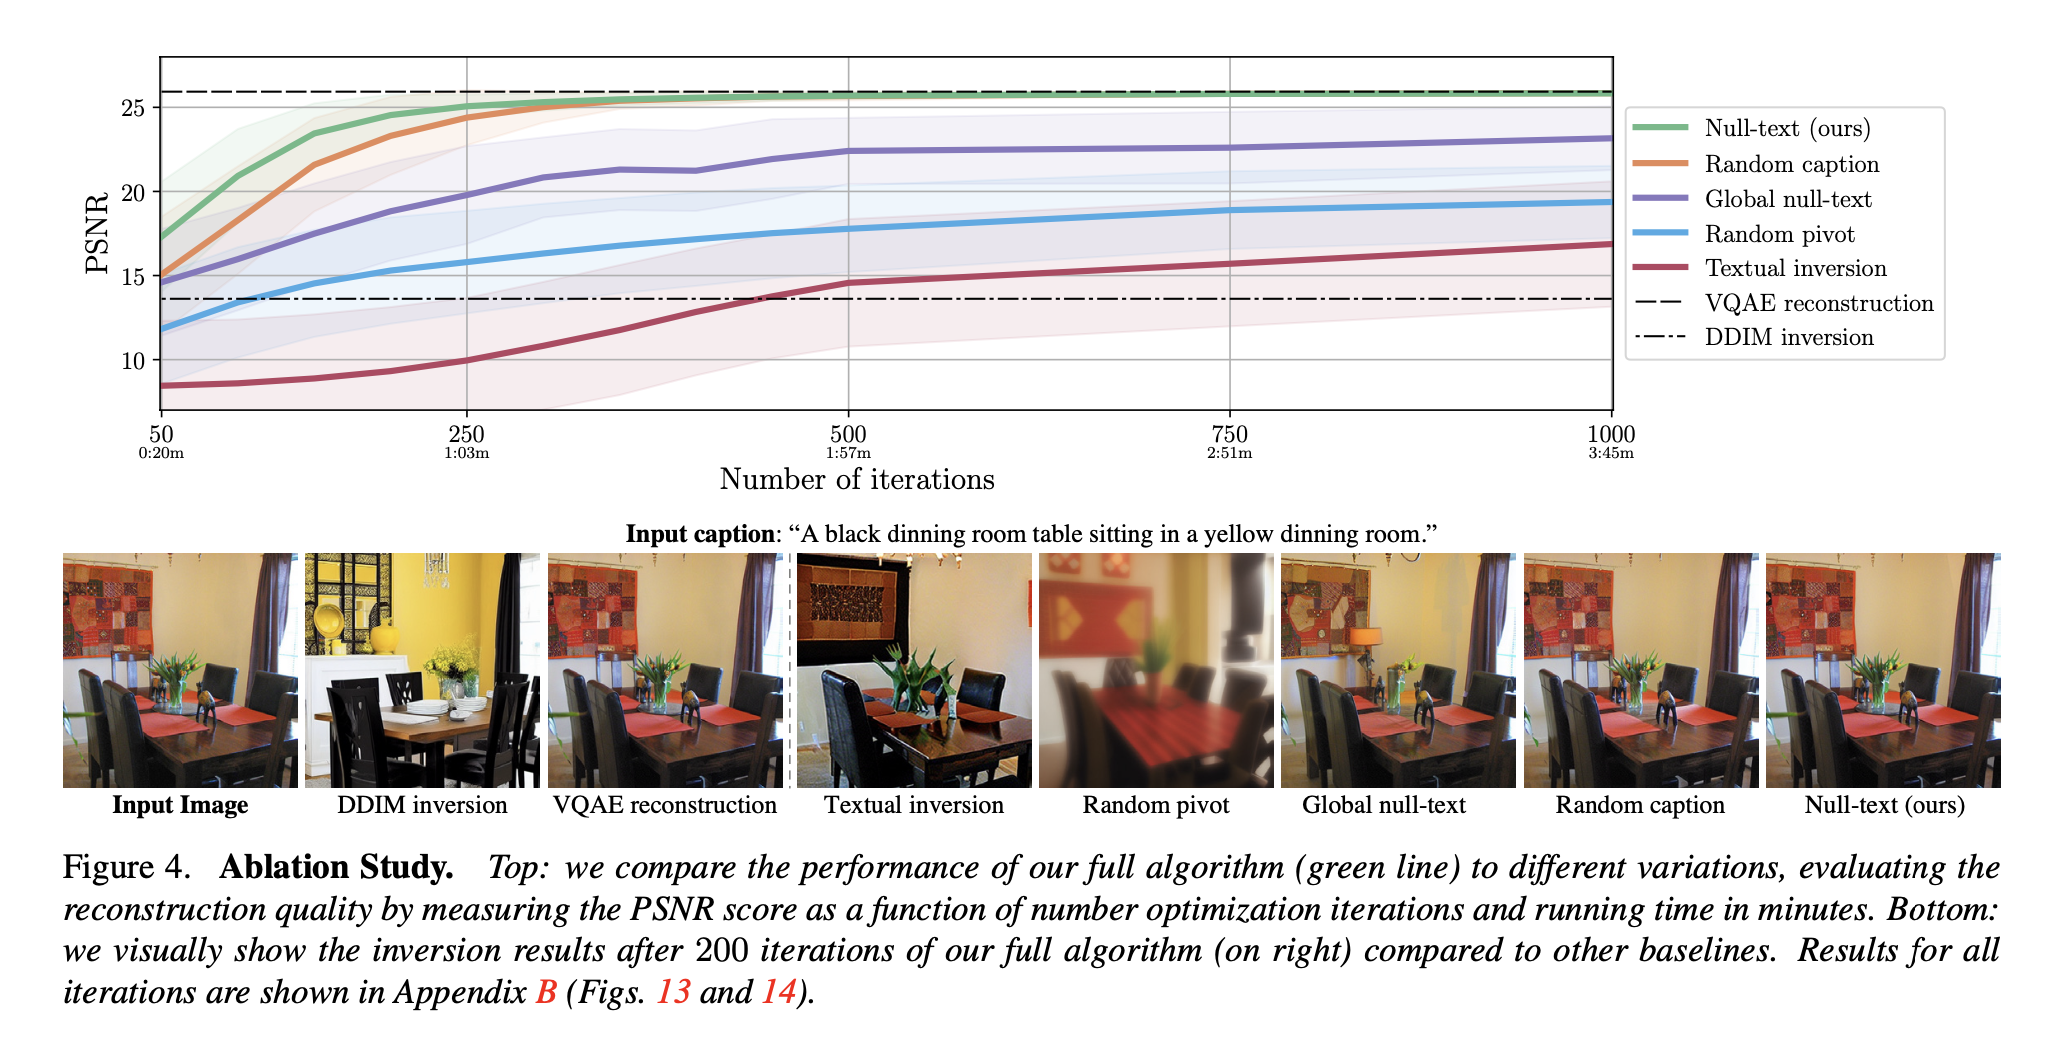 25
20
15
10
PSNR
50
0:20m
250
1:03m
500
1:57m
750
2:51m
1000
3:45m
Number of iterations
Null-text (ours)
Random caption
Global null-text
Random pivot
Textual inversion
VQAE reconstruction
DDIM inversion
Input caption: “A black dinning room table sitting in a yellow dinning room.”
Input Image
DDIM inversion
VQAE reconstruction
Textual inversion
Random pivot
Global null-text
Random caption
Null-text (ours)
Figure 4. Ablation Study. Top: we compare the performance of our full algorithm (green line) to different variations, evaluating the
reconstruction quality by measuring the PSNR score as a function of number optimization iterations and running time in minutes. Bottom:
we visually show the inversion results after 200 iterations of our full algorithm (on right) compared to other baselines. Results for all
iterations are shown in Appendix B (Figs. 13 and 14).